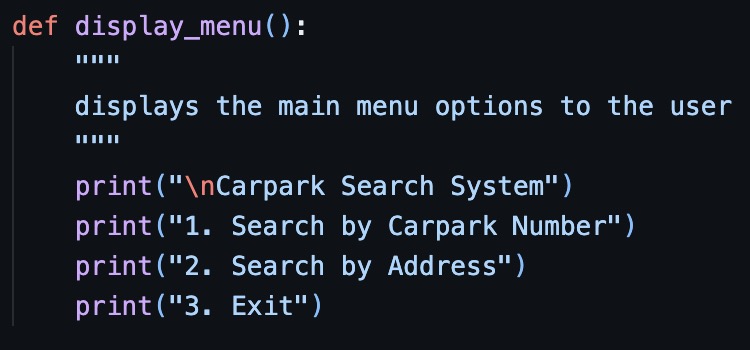 def display_menu():
    """
    displays the main menu options to the user
    """
    print("\nCarpark Search System")
    print("1. Search by Carpark Number")
    print("2. Search by Address")
    print("3. Exit")